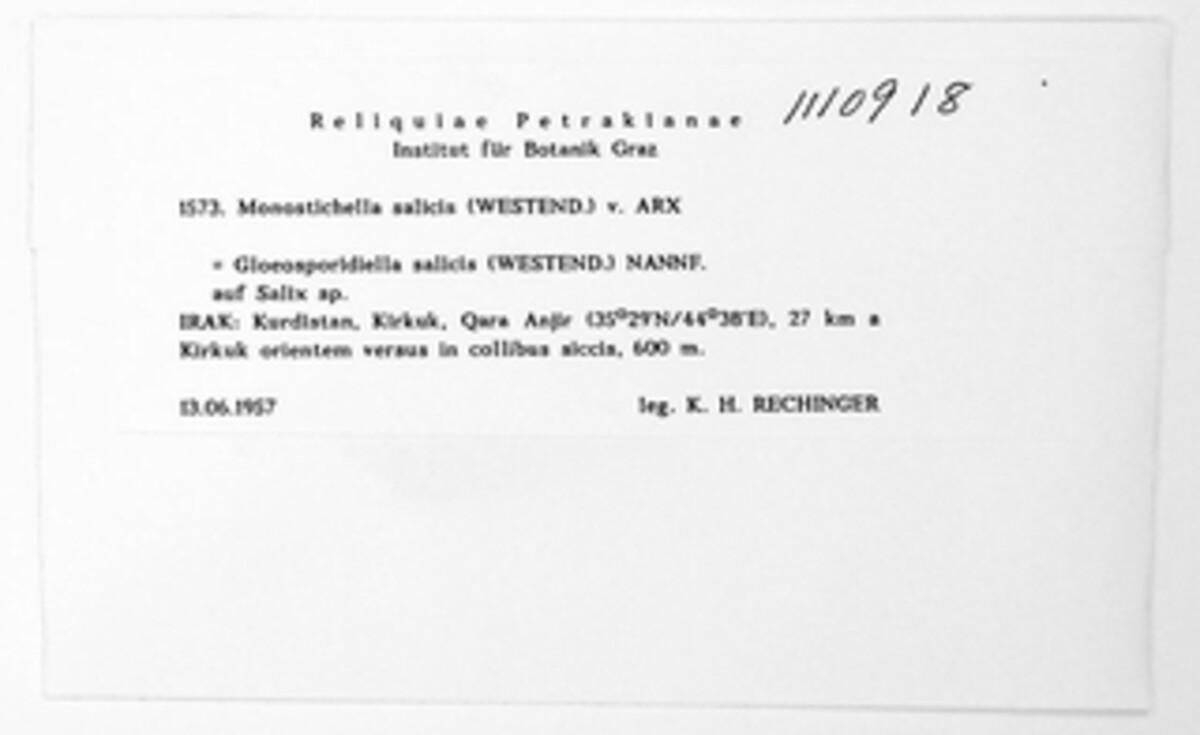 Reliquiae Petrakianae
1110918
Institut für Botanik Graz
1573. Monostichella salicis (WESTEND.) v. ARX
= Gloeosporidiella salicis (WESTEND.) NANNF.
auf Salix sp.
IRAK: Kurdistan, Kirkuk, Qara Anjir (35°29'N/44°38'E), 27 km a
Kirkuk orientem versus in collibus siccis, 600 m.
13.06.1957 leg. K. H. RECHINGER